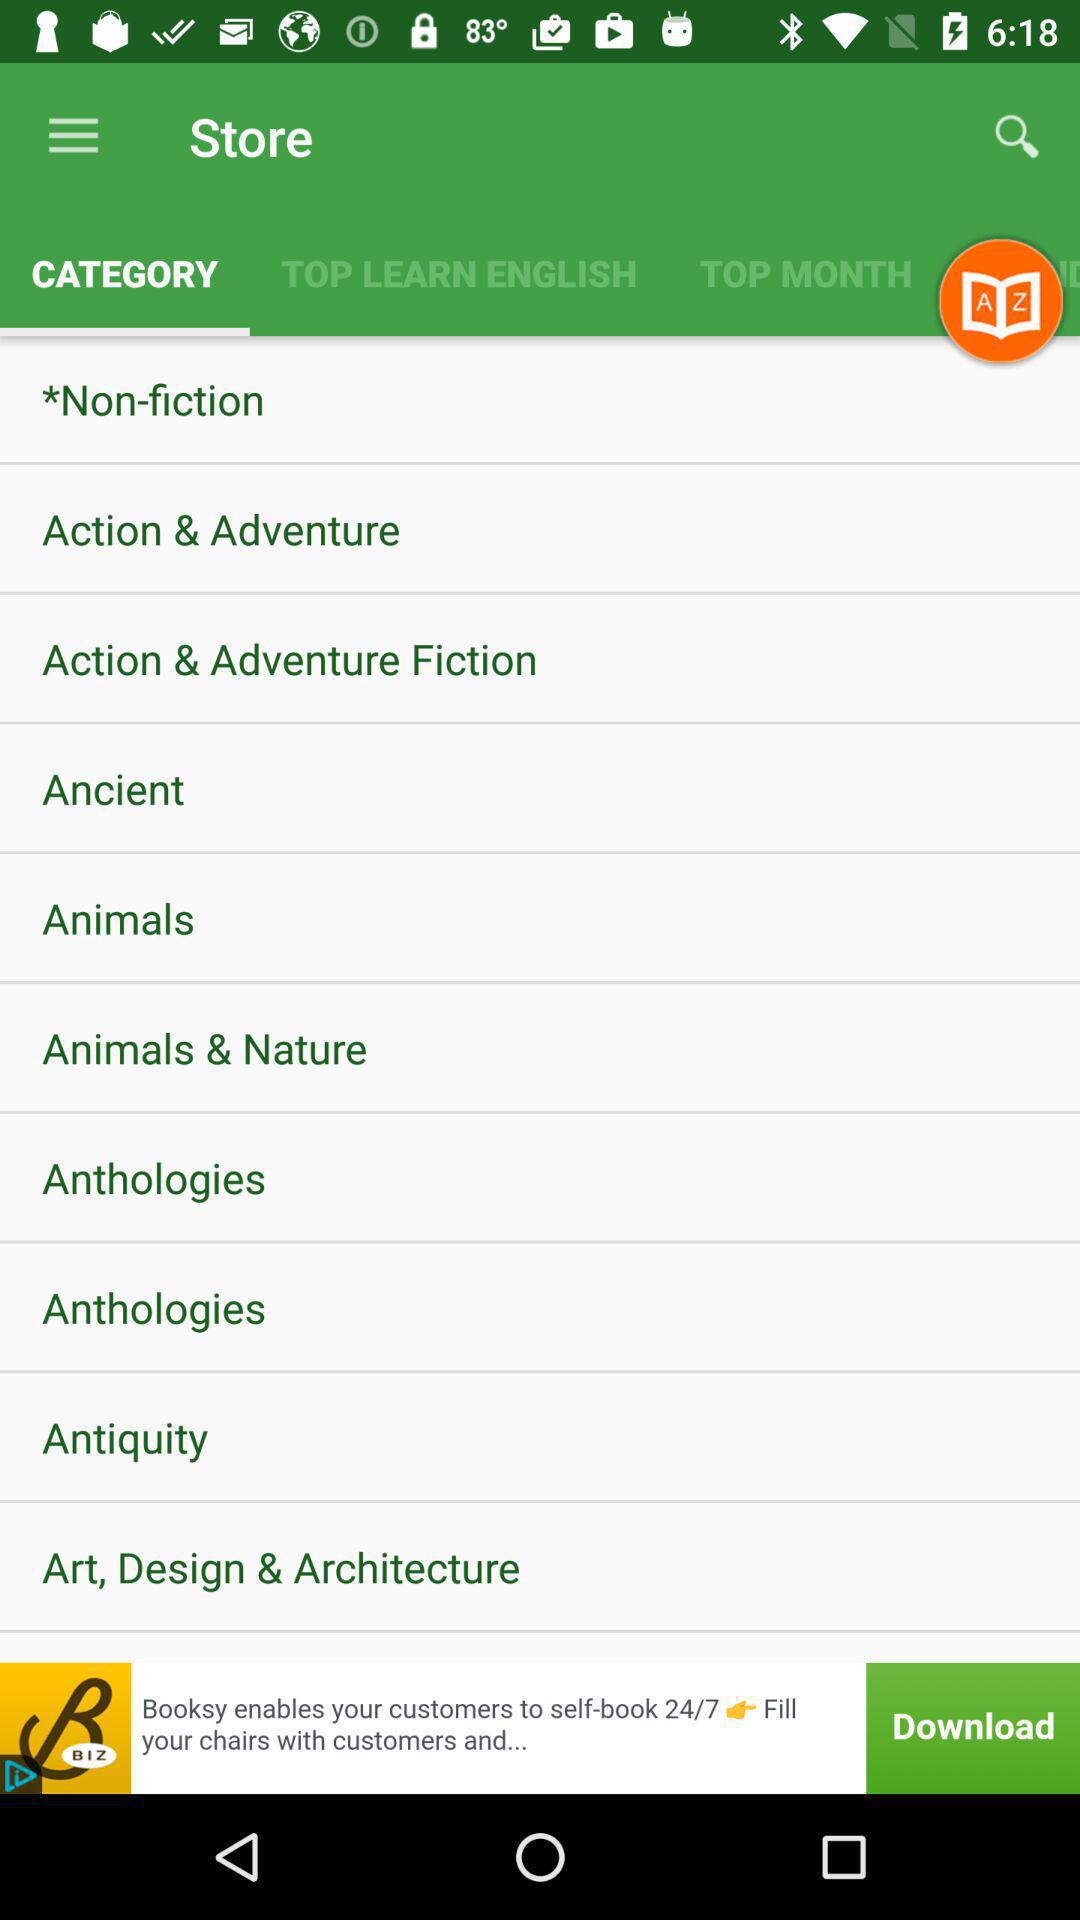 83° 6:18
Store
CATEGORY TOP LEARN ENGLISH TOP MONTH
A Z
*Non-fiction
Action & Adventure
Action & Adventure Fiction
Ancient
Animals
Animals & Nature
Anthologies
Anthologies
Antiquity
Art, Design & Architecture
BIZ
Booksy enables your customers to self-book 24/7 👉 Fill
your chairs with customers and...
Download